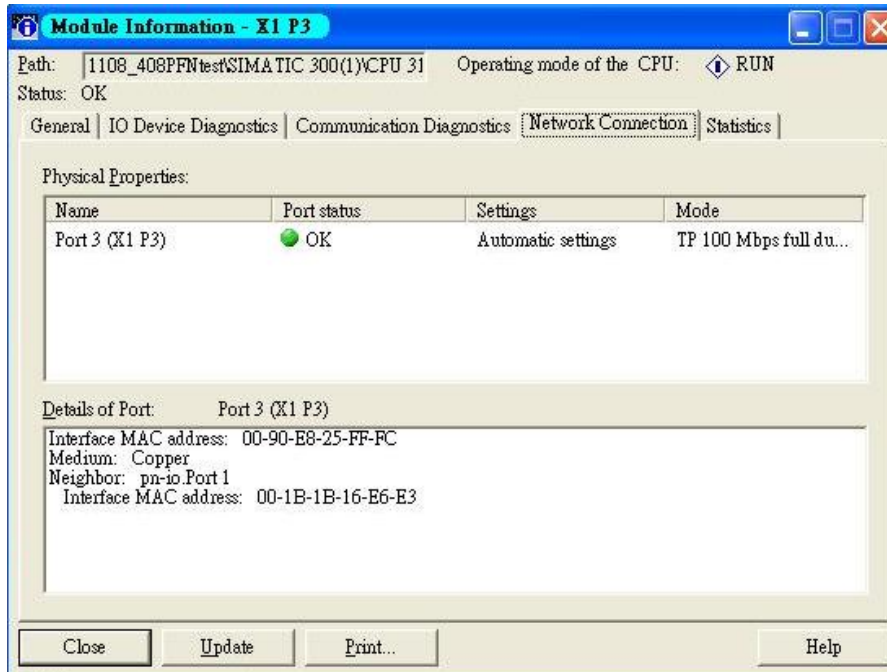 Module Information - X1 P3
Path: 1108_408PFNtest\SIMATIC 300(1)\CPU 31 Operating mode of the CPU: RUN
Status: OK
General IO Device Diagnostics Communication Diagnostics Network Connection Statistics
Physical Properties:
Name Port status Settings Mode
Port 3 (X1 P3) OK Automatic settings TP 100 Mbps full du...
Details of Port: Port 3 (X1 P3)
Interface MAC address: 00-90-E8-25-FF-FC
Medium: Copper
Neighbor: pn-io.Port 1
Interface MAC address: 00-1B-1B-16-E6-E3
Close Update Print... Help